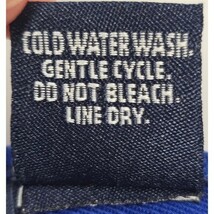 COLD WATER WASH.
GENTLE CYCLE.
DO NOT BLEACH.
LINE DRY.